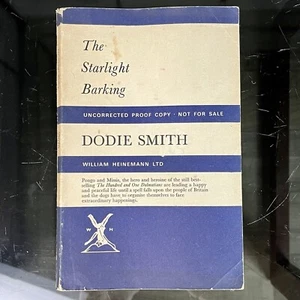 The
Starlight
Barking
UNCORRECTED PROOF COPY · NOT FOR SALE
DODIE SMITH
WILLIAM HEINEMANN LTD
Pongo and Missis, the hero and heroine of the still best-
selling The Hundred and One Dalmatians are leading a happy
and peaceful life until a spell falls upon the people of Britain
and the dogs have to organise themselves to face
extraordinary happenings.
W H